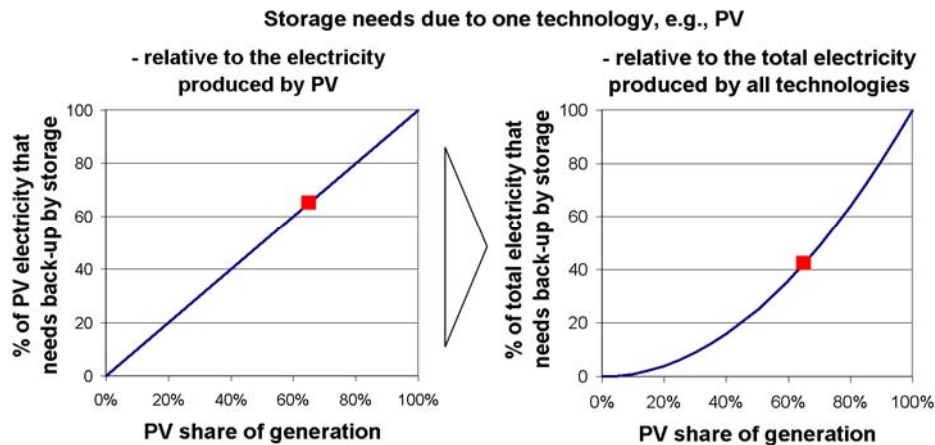 Storage needs due to one technology, e.g., PV
- relative to the electricity
produced by PV
% of PV electricity that
needs back-up by storage
100
80
60
40
20
0
0% 20% 40% 60% 80% 100%
PV share of generation
- relative to the total electricity
produced by all technologies
% of total electricity that
needs back-up by storage
100
80
60
40
20
0
0% 20% 40% 60% 80% 100%
PV share of generation